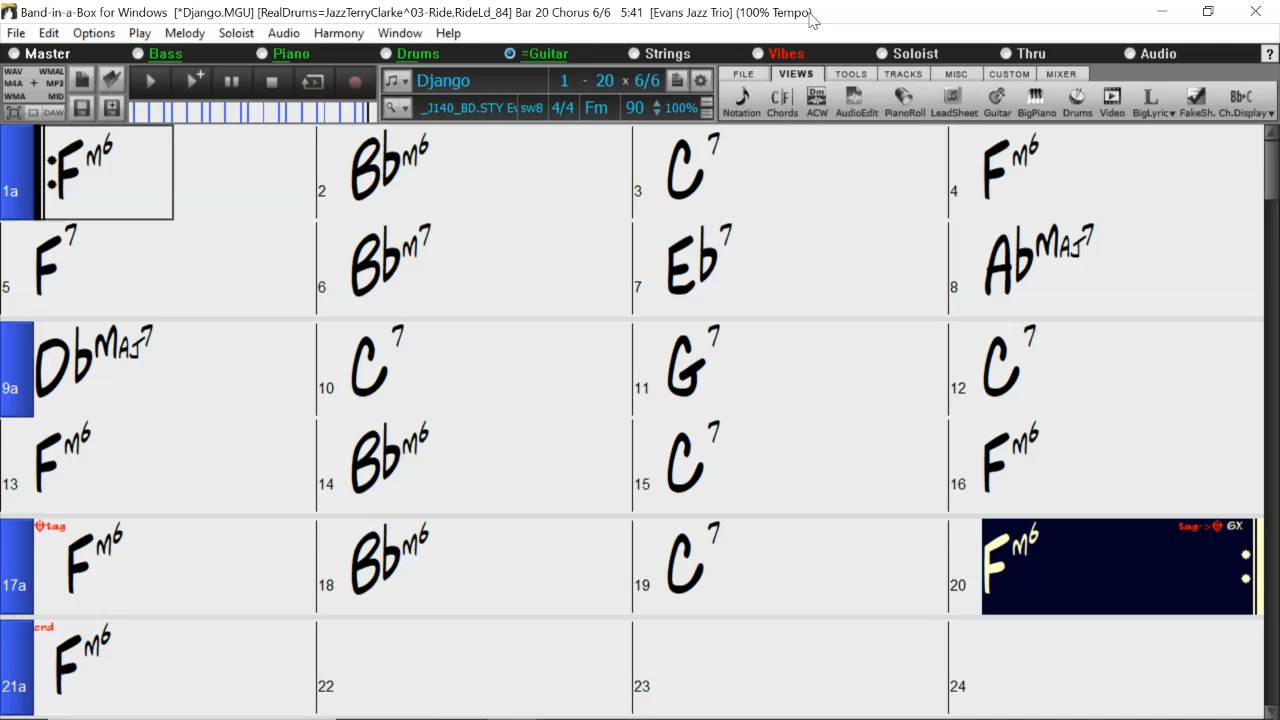 Band-in-a-Box for Windows [*Django.MGU] [RealDrums=JazzTerryClarke^03-Ride,RideLd_84] Bar 20 Chorus 6/6 5:41 [Evans Jazz Trio] (100% Tempo)
File Edit Options Play Melody Soloist Audio Harmony Window Help
Master Bass Piano Drums =Guitar Strings Vibes Soloist Thru Audio ?
WAV WMAL
M4A + MP3
WMA MID
DAW
Django 1 - 20 x 6/6
_J140_BD.STY Ev sw8 4/4 Fm 90 100%
FILE VIEWS TOOLS TRACKS MISC CUSTOM MIXER
Notation Chords ACW AudioEdit PianoRoll LeadSheet Guitar BigPiano Drums Video BigLyric FakeSh. Ch.Display
1a Fm6 2 Bbm6 3 C7 4 Fm6
5 F7 6 Bbm7 7 Eb7 8 AbMAJ7
9a DbMAJ7 10 C7 11 G7 12 C7
13 Fm6 14 Bbm6 15 C7 16 Fm6
tag tag-> 6X
17a Fm6 18 Bbm6 19 C7 20 Fm6
end
21a Fm6 22 23 24